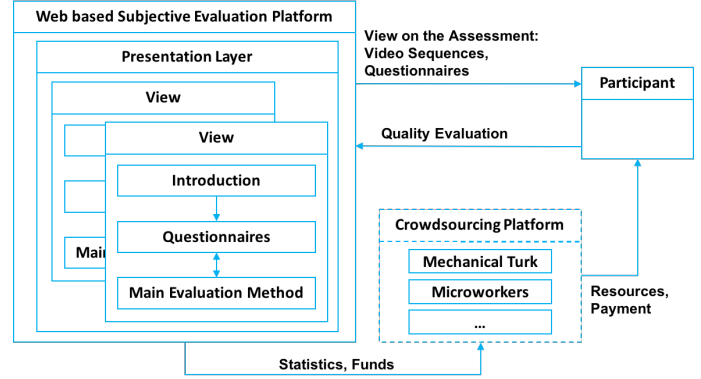 Web based Subjective Evaluation Platform
Presentation Layer
View
Mai
View
Introduction
Questionnaires
Main Evaluation Method
View on the Assessment:
Video Sequences,
Questionnaires
Participant
Quality Evaluation
Crowdsourcing Platform
Mechanical Turk
Microworkers
...
Resources,
Payment
Statistics, Funds